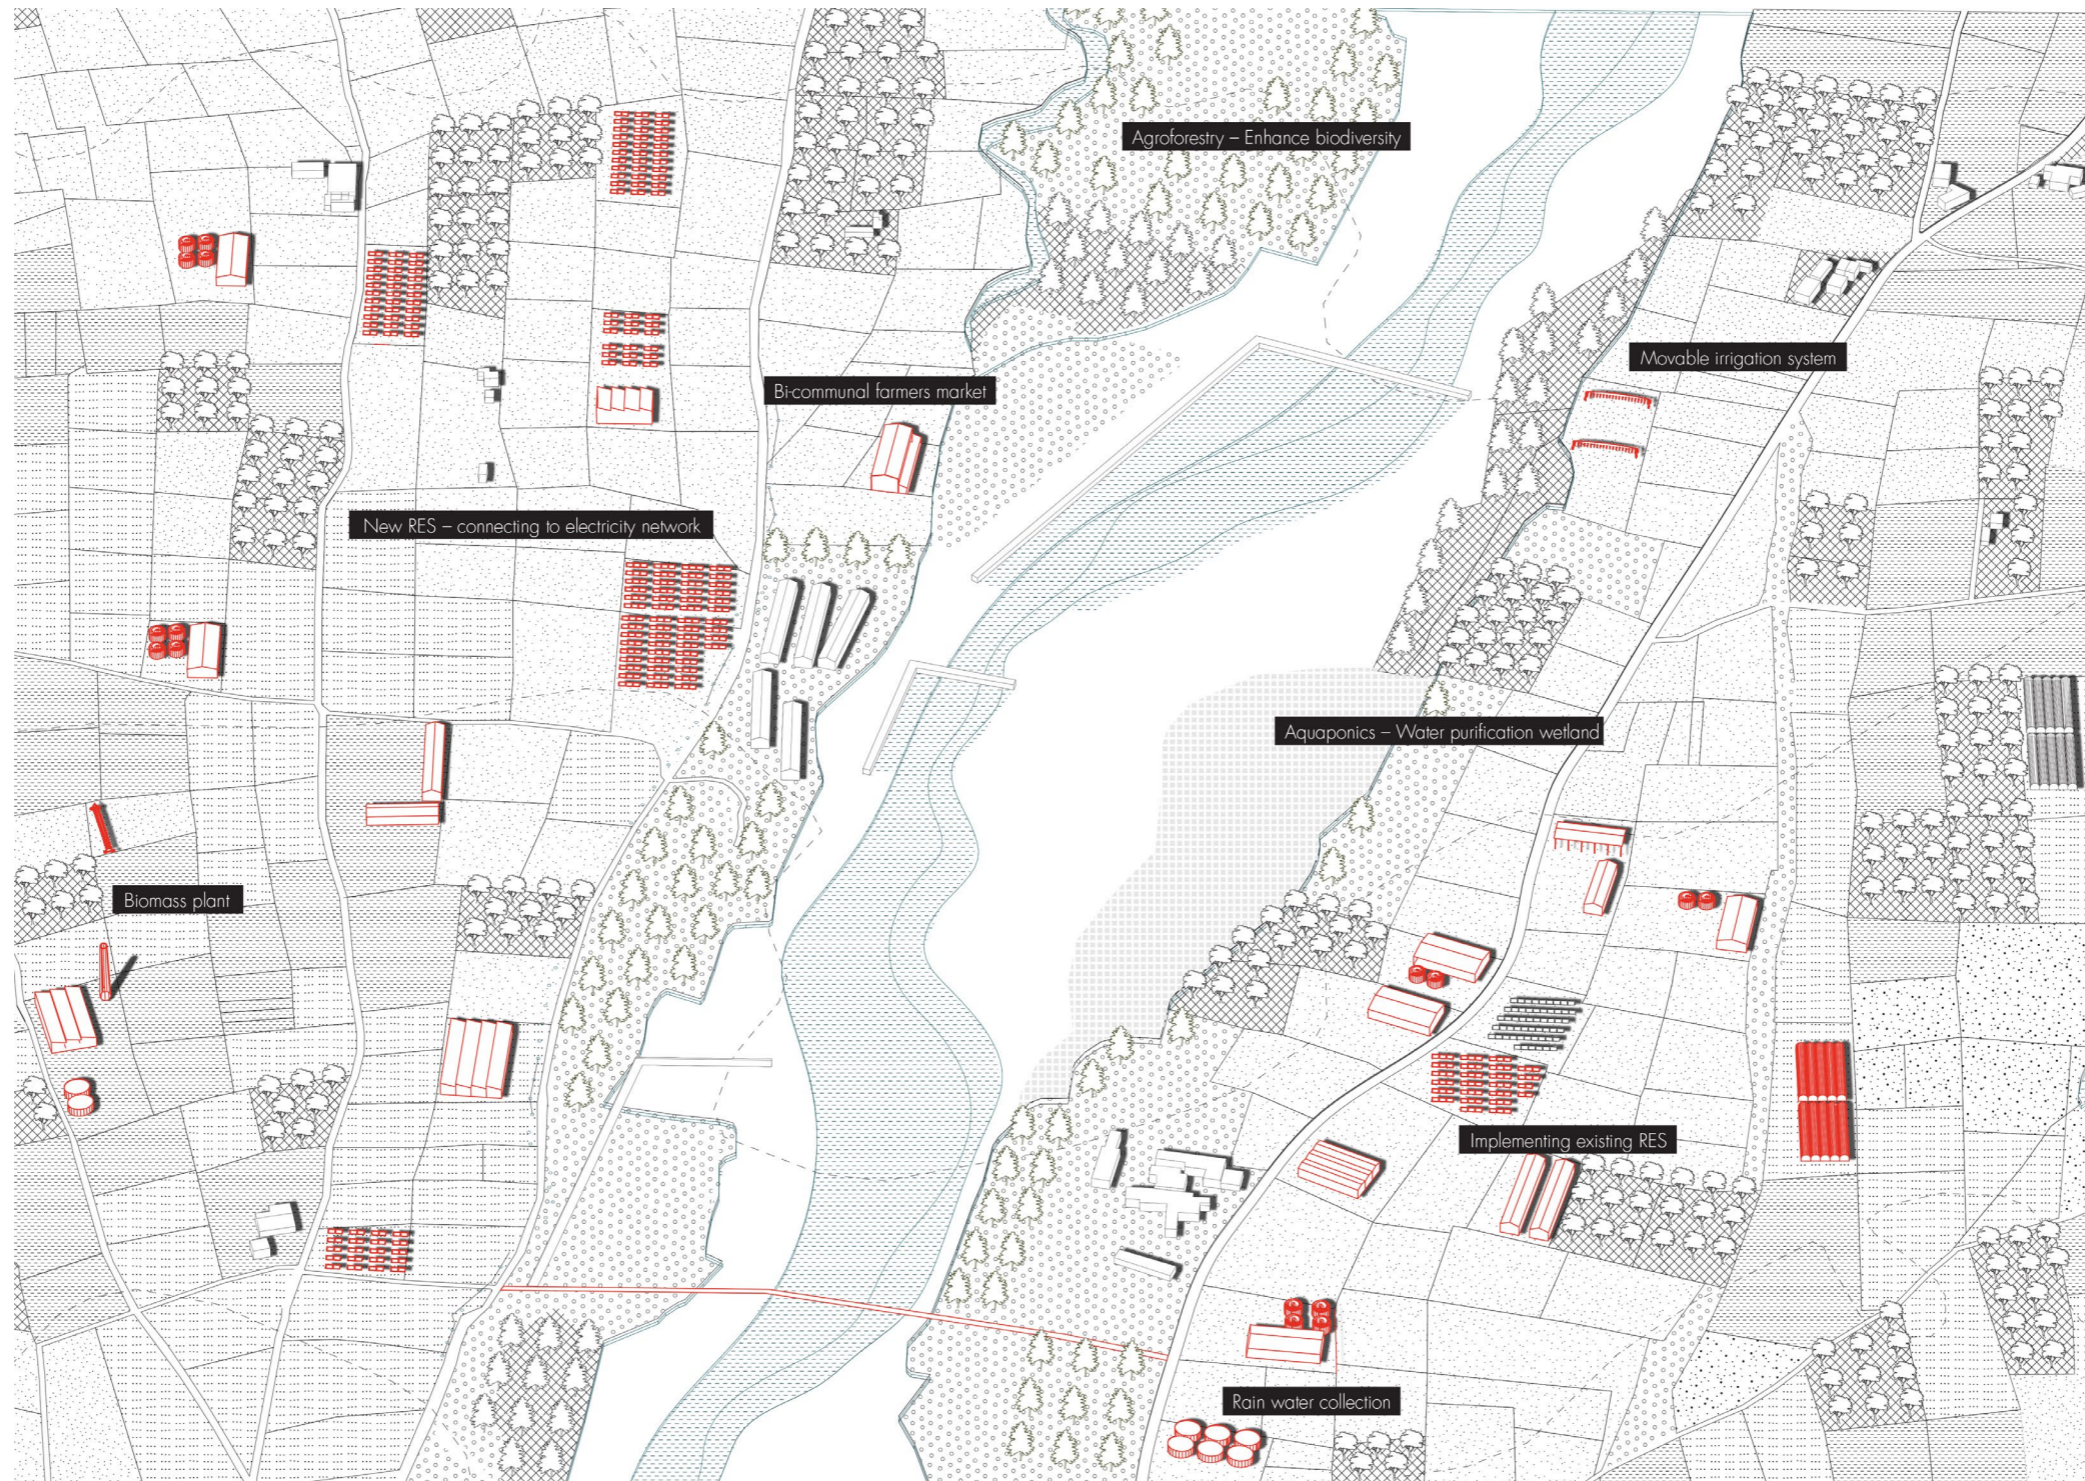 Agroforestry – Enhance biodiversity
Movable irrigation system
Bi-communal farmers market
New RES – connecting to electricity network
Aquaponics – Water purification wetland
Biomass plant
Implementing existing RES
Rain water collection